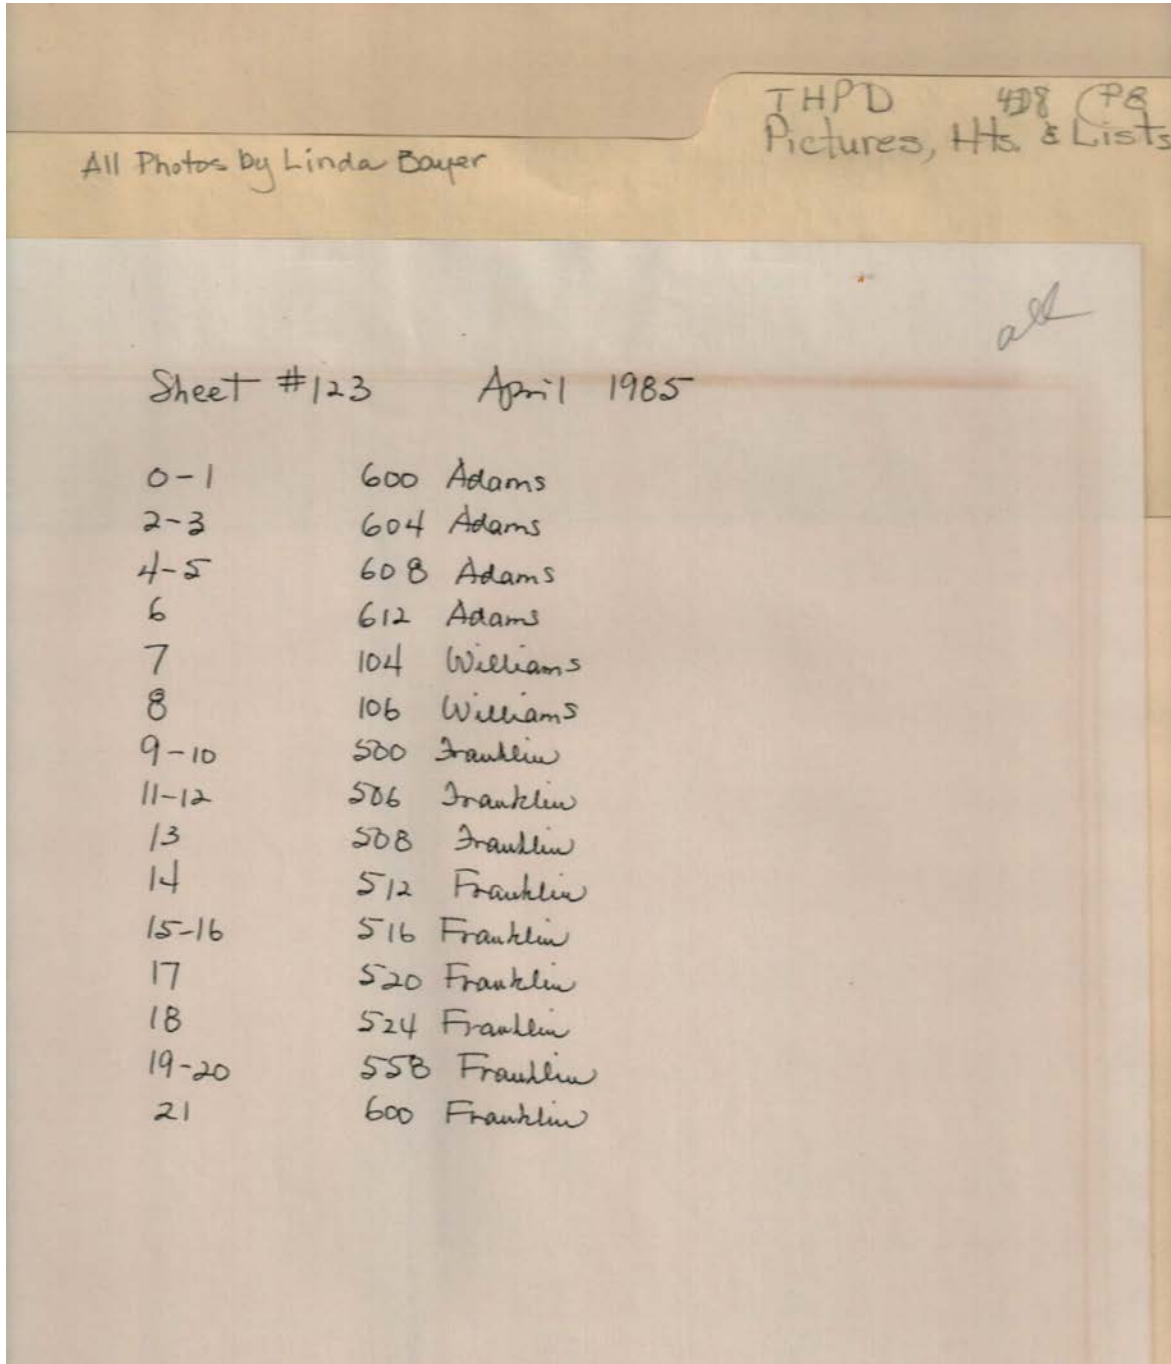 THPD
Pictures, Hts. & Lists
All Photos by Linda Bayer
all
Sheet #123 April 1985
0-1 600 Adams
2-3 604 Adams
4-5 608 Adams
6 612 Adams
7 104 Williams
8 106 Williams
9-10 500 Franklin
11-12 506 Franklin
13 508 Franklin
14 512 Franklin
15-16 516 Franklin
17 520 Franklin
18 524 Franklin
19-20 558 Franklin
21 600 Franklin